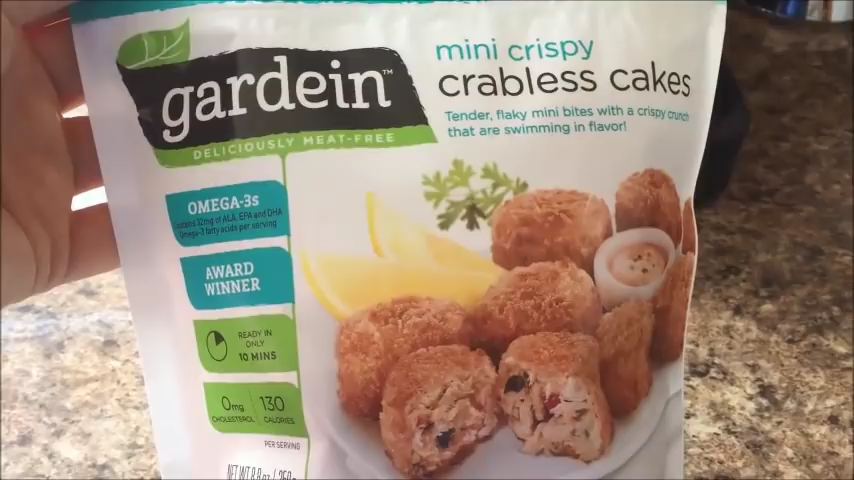 gardein™
DELICIOUSLY MEAT-FREE
mini crispy
crabless cakes
Tender, flaky mini bites with a crispy crunch
that are swimming in flavor!
OMEGA-3s
contains 32mg of ALA, EPA and DHA
Omega-3 fatty acids per serving
AWARD
WINNER
READY IN
ONLY
10 MINS
0mg
CHOLESTEROL
130
CALORIES
PER SERVING
NET WT 8.8 oz